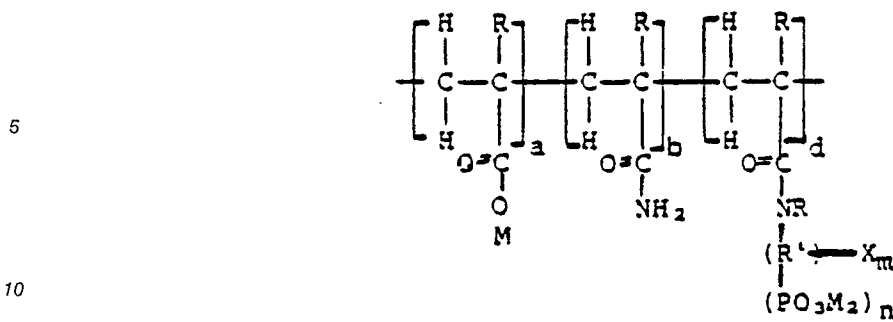 H R H R H R
C C C C C C
5
H a H b H d
O=C O=C O=C
O NH₂ NR
M
(R') X_m
10
(PO₃M₂)_n